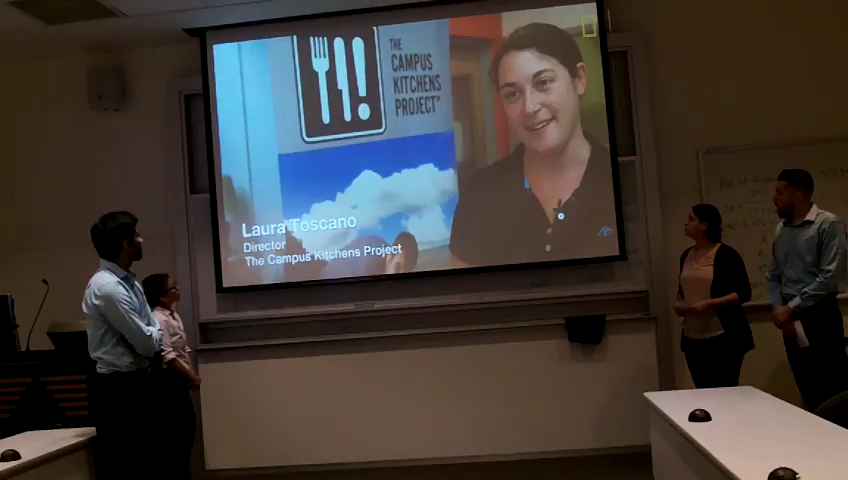 THE
CAMPUS
KITCHENS
PROJECT
Laura Toscano
Director
The Campus Kitchens Project